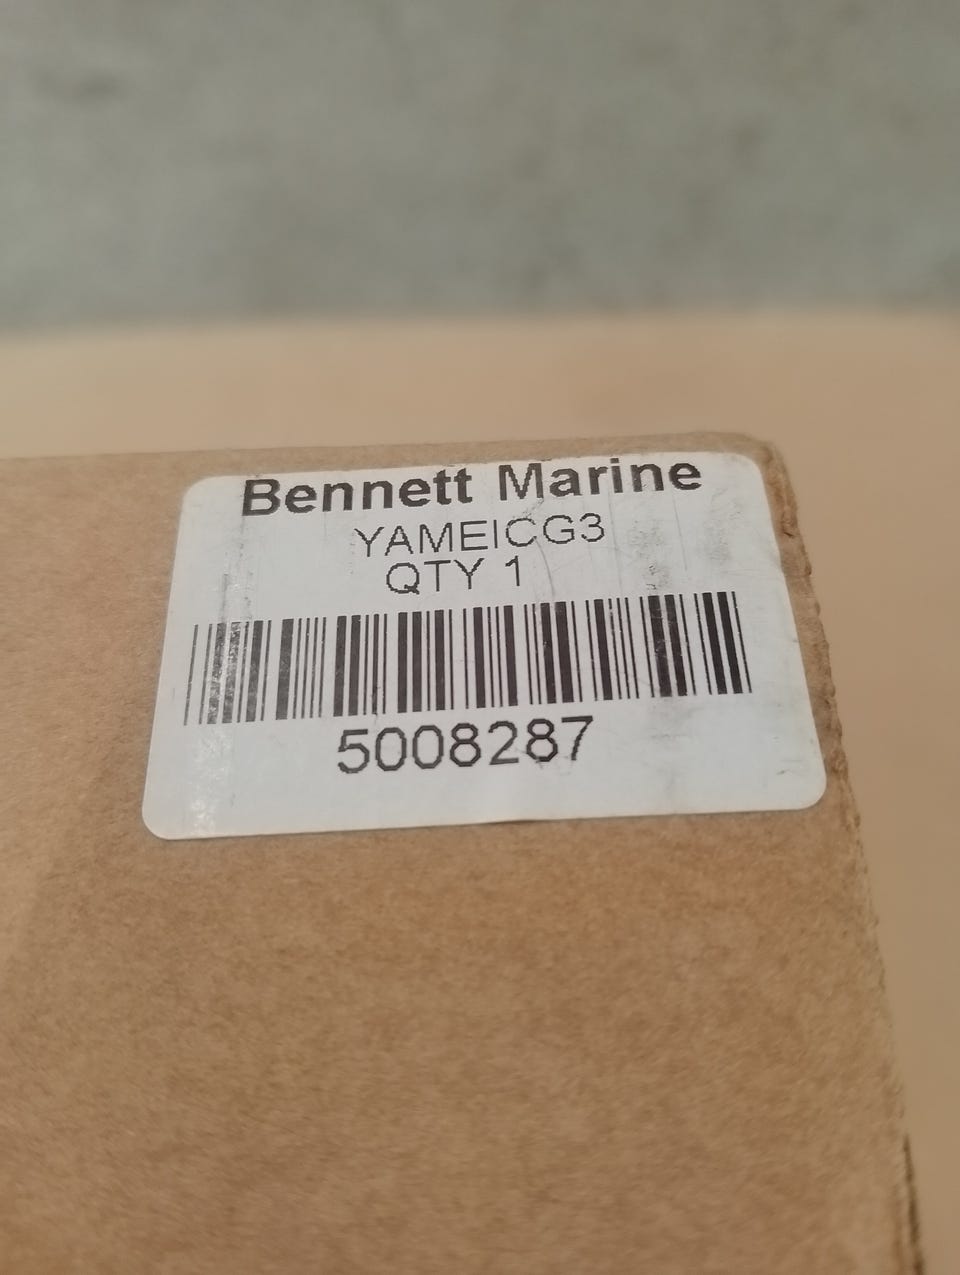 Bennett Marine
YAMEICG3
QTY 1
5008287